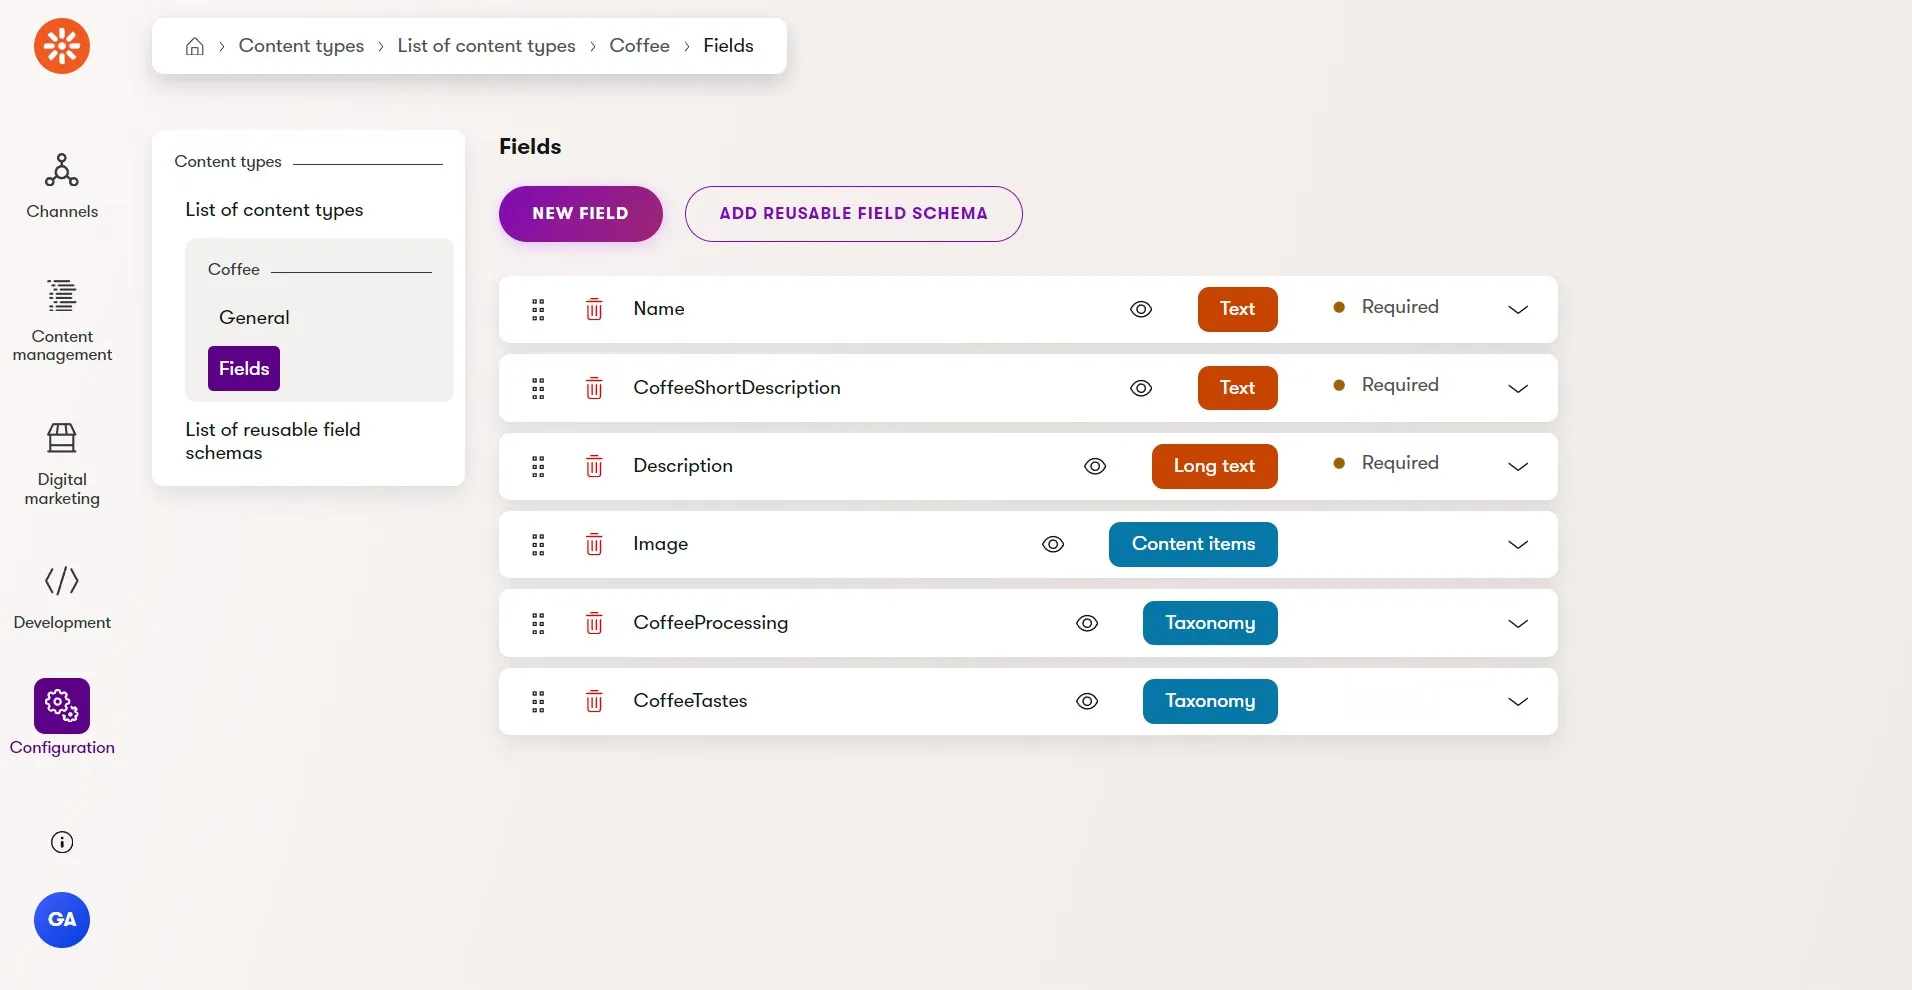 Content types
List of content types
Coffee
Fields
Channels
Content
management
Digital
marketing
Development
Configuration
GA
Content types
List of content types
Coffee
General
Fields
List of reusable field
schemas
Fields
NEW FIELD
ADD REUSABLE FIELD SCHEMA
Name Text Required
CoffeeShortDescription Text Required
Description Long text Required
Image Content items
CoffeeProcessing Taxonomy
CoffeeTastes Taxonomy